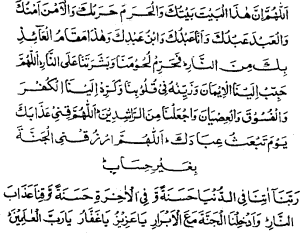 اَللّٰهُمَّ اِنَّ هٰذَا الْبَيْتَ بَيْتُكَ وَالْحَرَمَ حَرَمُكَ وَالْاَمْنَ اَمْنُكَ
وَالْعَبْدَ عَبْدُكَ وَاَنَا عَبْدُكَ وَابْنُ عَبْدِكَ وَهٰذَا مَقَامُ الْعَآئِذِ
بِكَ مِنَ النَّارِ فَحَرِّمْ لُحُوْمَنَا وَبَشَرَتَنَا عَلَى النَّارِ اَللّٰهُمَّ
حَبِّبْ اِلَيْنَا الْاِيْمَانَ وَزَيِّنْهُ فِيْ قُلُوْبِنَا وَكَرِّهْ اِلَيْنَا الْكُفْرَ
وَالْفُسُوْقَ وَالْعِصْيَانَ وَاجْعَلْنَا مِنَ الرَّاشِدِيْنَ اَللّٰهُمَّ قِنِيْ عَذَابَكَ
يَوْمَ تَبْعَثُ عِبَادَكَ اَللّٰهُمَّ ارْزُقْنِي الْجَنَّةَ
بِغَيْرِ حِسَابٍ
رَبَّنَا اٰتِنَا فِي الدُّنْيَا حَسَنَةً وَّفِي الْاٰخِرَةِ حَسَنَةً وَّقِنَا عَذَابَ
النَّارِ وَاَدْخِلْنَا الْجَنَّةَ مَعَ الْاَبْرَارِ يَا عَزِيْزُ يَا غَفَّارُ يَا رَبَّ الْعٰلَمِيْنَ